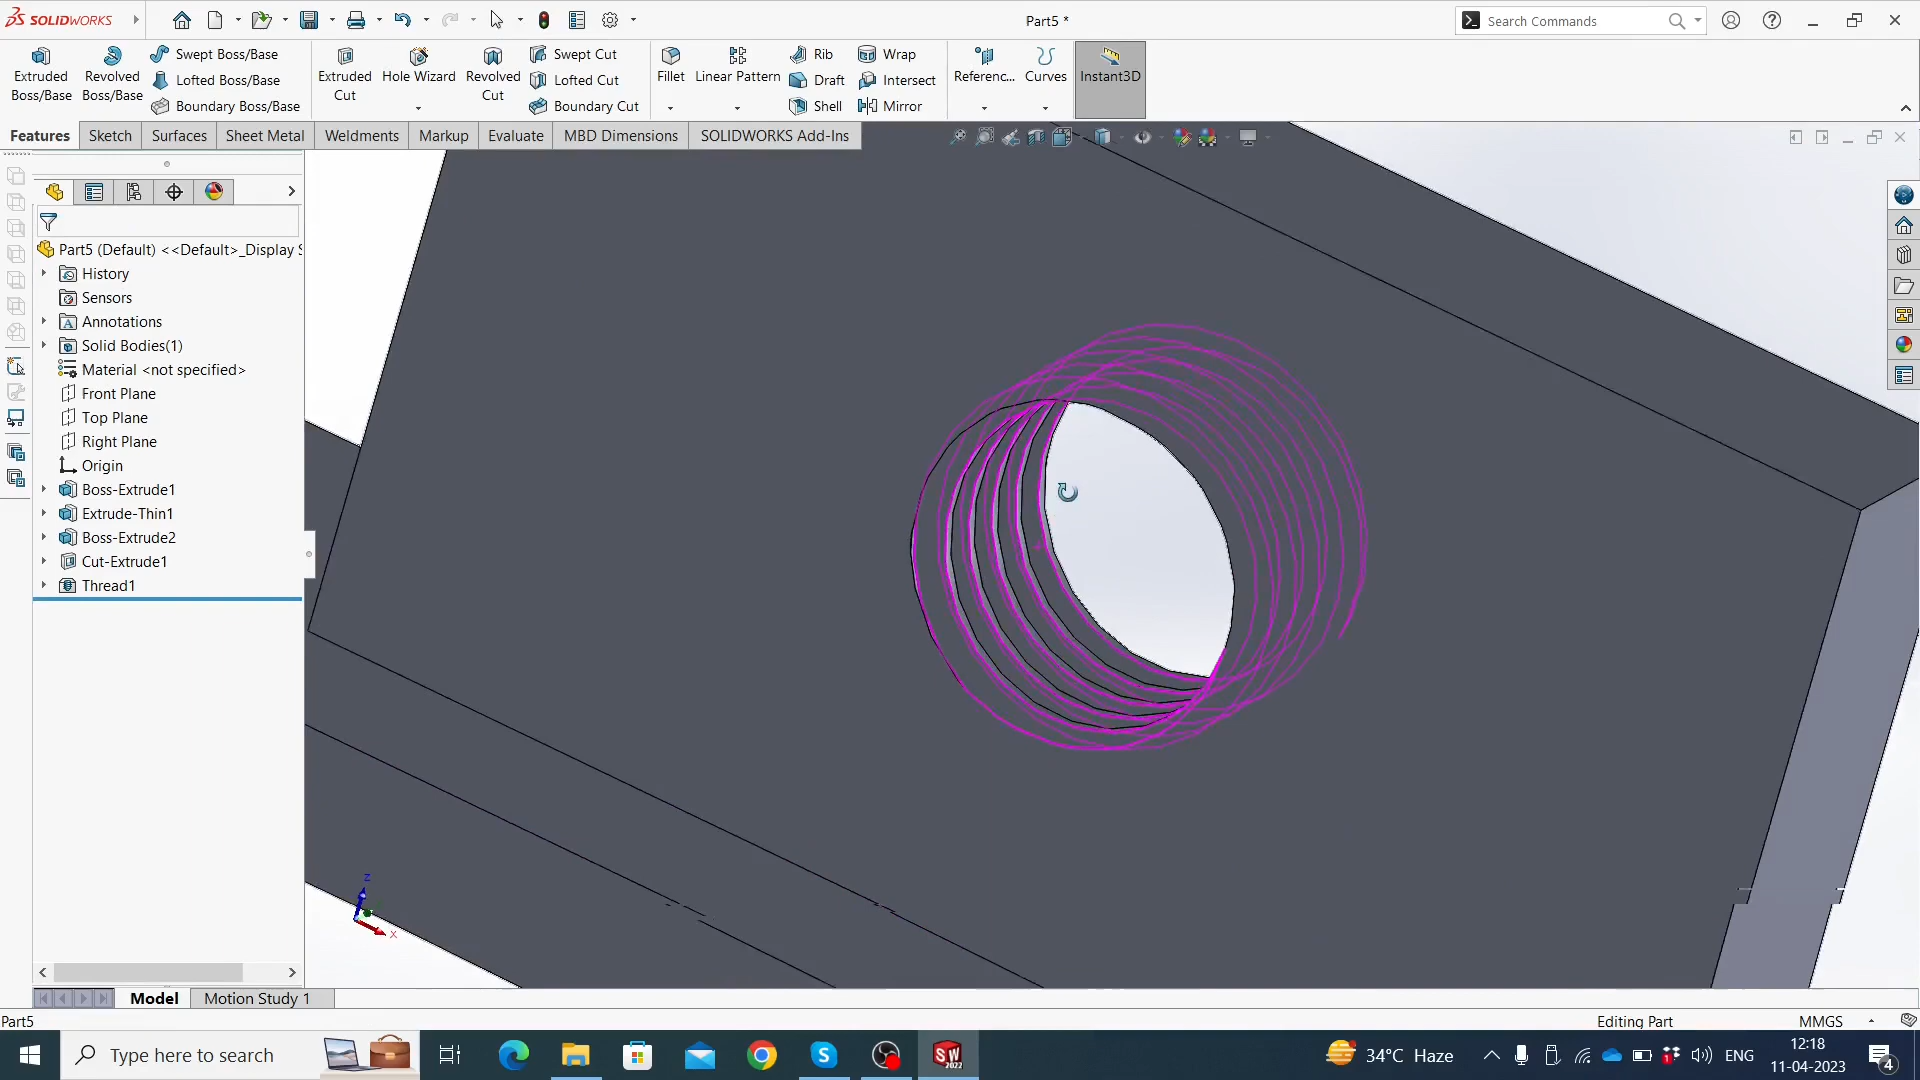 SOLIDWORKS
Part5 *
Search Commands
Extruded Boss/Base
Revolved Boss/Base
Swept Boss/Base
Lofted Boss/Base
Boundary Boss/Base
Extruded Cut
Hole Wizard
Revolved Cut
Swept Cut
Lofted Cut
Boundary Cut
Fillet
Linear Pattern
Rib
Draft
Shell
Wrap
Intersect
Mirror
Referenc...
Curves
Instant3D
Features
Sketch
Surfaces
Sheet Metal
Weldments
Markup
Evaluate
MBD Dimensions
SOLIDWORKS Add-Ins
Part5 (Default) <<Default>_Display S
History
Sensors
Annotations
Solid Bodies(1)
Material <not specified>
Front Plane
Top Plane
Right Plane
Origin
Boss-Extrude1
Extrude-Thin1
Boss-Extrude2
Cut-Extrude1
Thread1
z
x
Model
Motion Study 1
Part5
Editing Part
MMGS
Type here to search
SW
2022
34°C Haze
ENG
12:18
11-04-2023
4